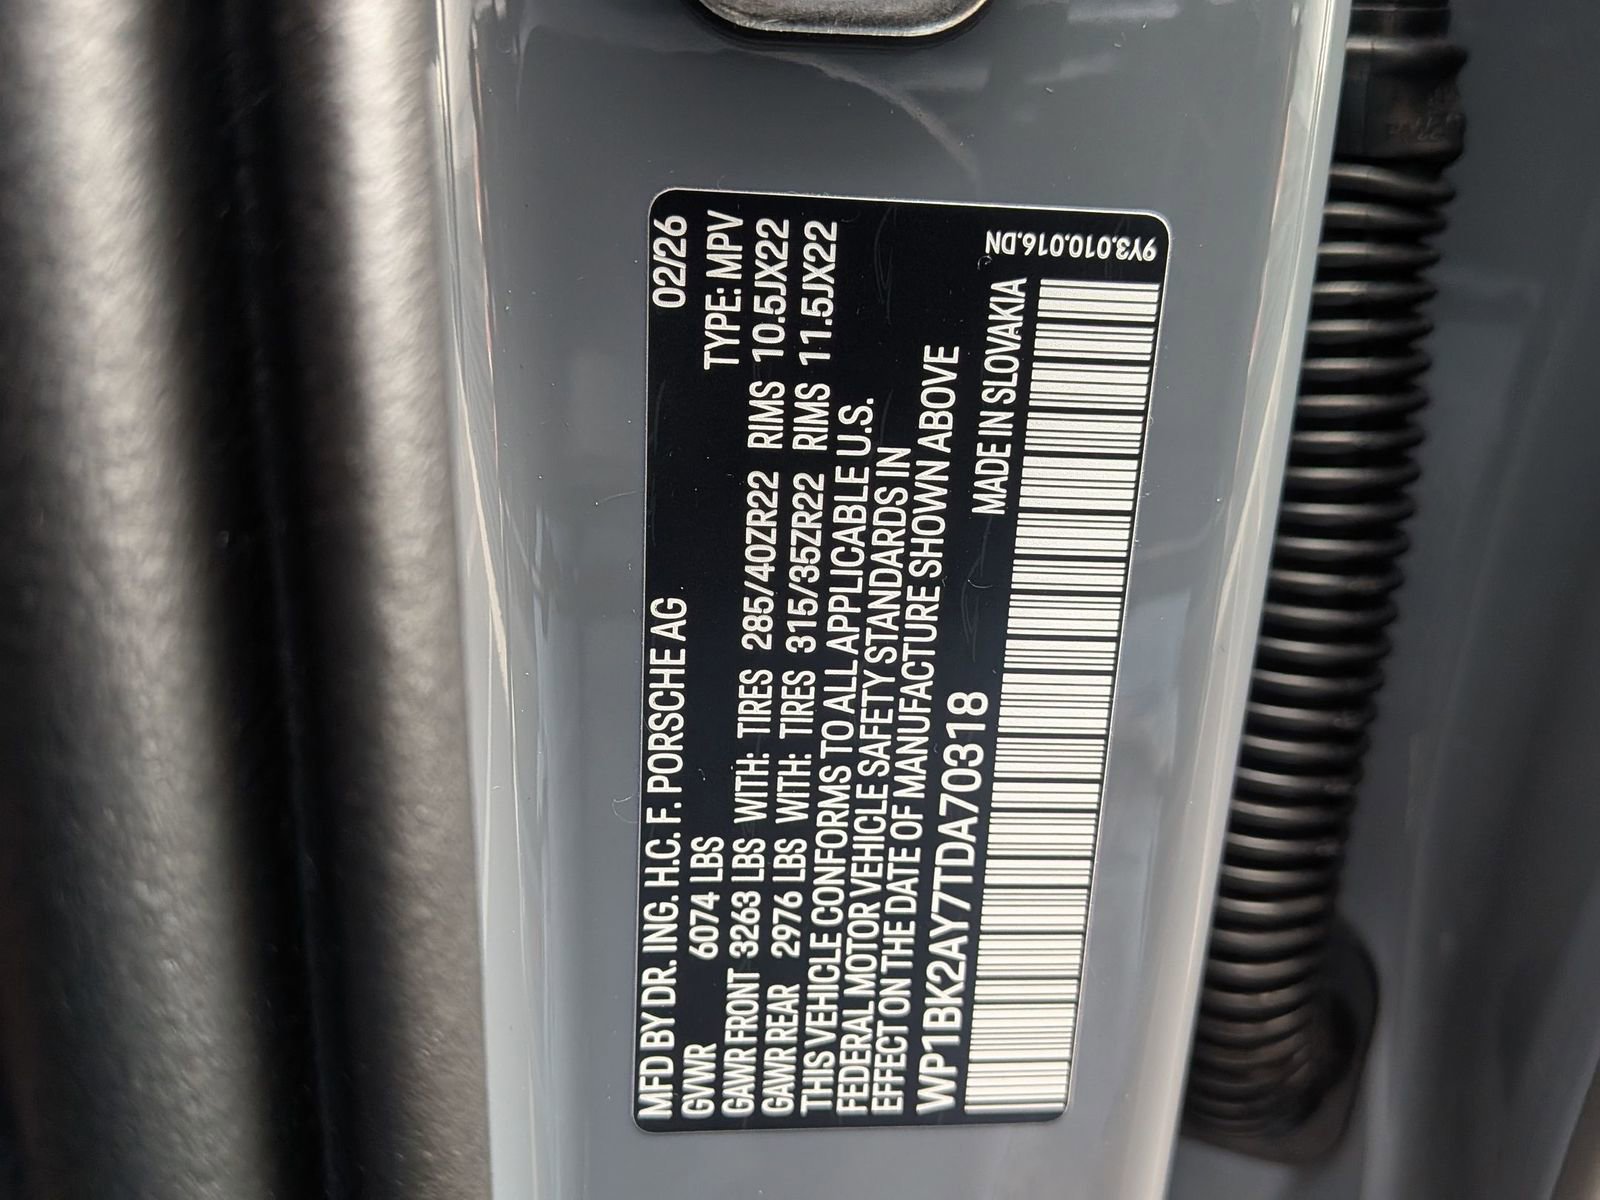 MFD BY DR. ING. H.C. F. PORSCHE AG 02/26
GVWR 6074 LBS TYPE: MPV
GAWR FRONT 3263 LBS WITH: TIRES 285/40ZR22 RIMS 10.5JX22
GAWR REAR 2976 LBS WITH: TIRES 315/35ZR22 RIMS 11.5JX22
THIS VEHICLE CONFORMS TO ALL APPLICABLE U.S.
FEDERAL MOTOR VEHICLE SAFETY STANDARDS IN
EFFECT ON THE DATE OF MANUFACTURE SHOWN ABOVE
WP1BK2AY7TDA70318 MADE IN SLOVAKIA
9Y3.010.016.DN